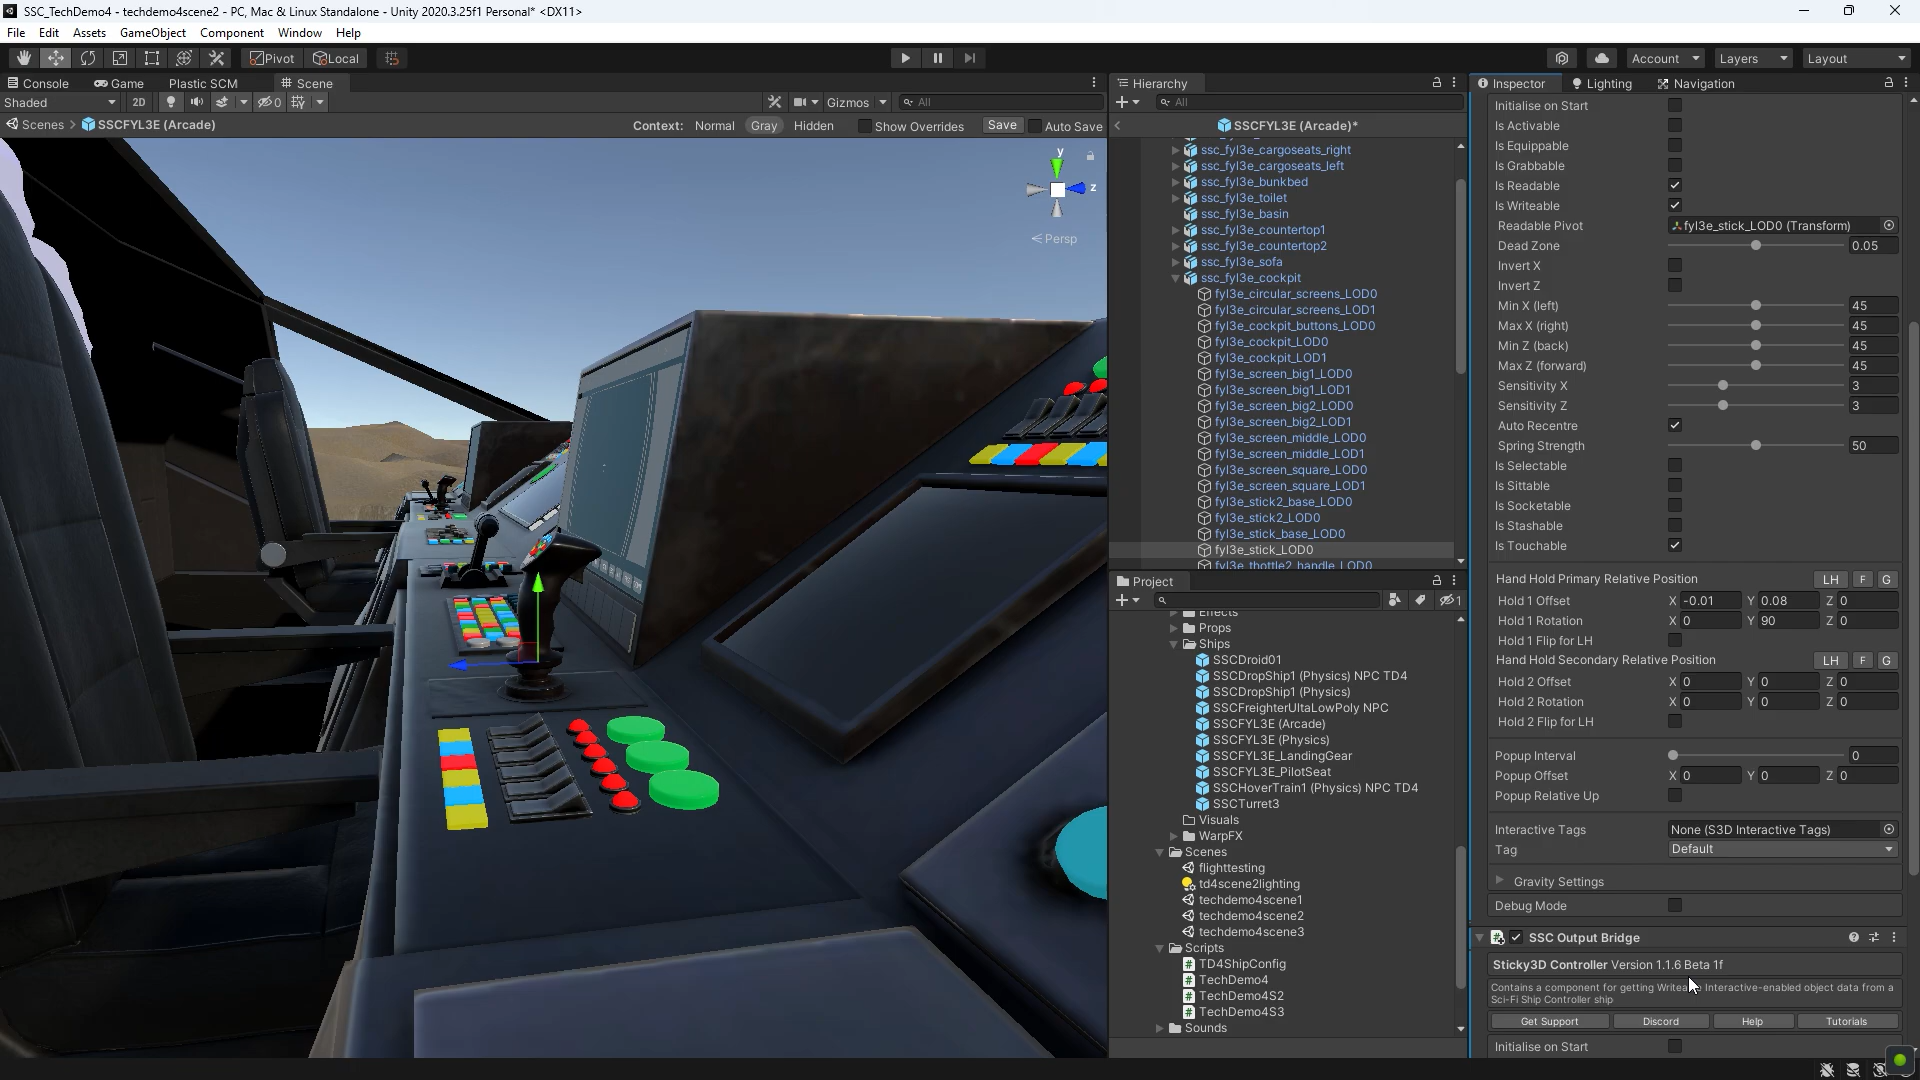 SSC_TechDemo4 - techdemo4scene2 - PC, Mac & Linux Standalone - Unity 2020.3.25f1 Personal* <DX11>
File Edit Assets GameObject Component Window Help
Pivot Local
Account Layers Layout
Console Game Plastic SCM Scene
Shaded 2D 0 Gizmos All
Scenes SSCFYL3E (Arcade)
Context: Normal Gray Hidden Show Overrides Save Auto Save
y
z
Persp
Hierarchy
All
SSCFYL3E (Arcade)*
ssc_fyl3e_cargoseats_right
ssc_fyl3e_cargoseats_left
ssc_fyl3e_bunkbed
ssc_fyl3e_toilet
ssc_fyl3e_basin
ssc_fyl3e_countertop1
ssc_fyl3e_countertop2
ssc_fyl3e_sofa
ssc_fyl3e_cockpit
fyl3e_circular_screens_LOD0
fyl3e_circular_screens_LOD1
fyl3e_cockpit_buttons_LOD0
fyl3e_cockpit_LOD0
fyl3e_cockpit_LOD1
fyl3e_screen_big1_LOD0
fyl3e_screen_big1_LOD1
fyl3e_screen_big2_LOD0
fyl3e_screen_big2_LOD1
fyl3e_screen_middle_LOD0
fyl3e_screen_middle_LOD1
fyl3e_screen_square_LOD0
fyl3e_screen_square_LOD1
fyl3e_stick2_base_LOD0
fyl3e_stick2_LOD0
fyl3e_stick_base_LOD0
fyl3e_stick_LOD0
fyl3e_thottle2_handle_LOD0
Project
1
Effects
Props
Ships
SSCDroid01
SSCDropShip1 (Physics) NPC TD4
SSCDropShip1 (Physics)
SSCFreighterUltaLowPoly NPC
SSCFYL3E (Arcade)
SSCFYL3E (Physics)
SSCFYL3E_LandingGear
SSCFYL3E_PilotSeat
SSCHoverTrain1 (Physics) NPC TD4
SSCTurret3
Visuals
WarpFX
Scenes
flighttesting
td4scene2lighting
techdemo4scene1
techdemo4scene2
techdemo4scene3
Scripts
TD4ShipConfig
TechDemo4
TechDemo4S2
TechDemo4S3
Sounds
Inspector Lighting Navigation
Initialise on Start
Is Activable
Is Equippable
Is Grabbable
Is Readable
Is Writeable
Readable Pivot fyl3e_stick_LOD0 (Transform)
Dead Zone 0.05
Invert X
Invert Z
Min X (left) 45
Max X (right) 45
Min Z (back) 45
Max Z (forward) 45
Sensitivity X 3
Sensitivity Z 3
Auto Recentre
Spring Strength 50
Is Selectable
Is Sittable
Is Socketable
Is Stashable
Is Touchable
Hand Hold Primary Relative Position LH F G
Hold 1 Offset X -0.01 Y 0.08 Z 0
Hold 1 Rotation X 0 Y 90 Z 0
Hold 1 Flip for LH
Hand Hold Secondary Relative Position LH F G
Hold 2 Offset X 0 Y 0 Z 0
Hold 2 Rotation X 0 Y 0 Z 0
Hold 2 Flip for LH
Popup Interval 0
Popup Offset X 0 Y 0 Z 0
Popup Relative Up
Interactive Tags None (S3D Interactive Tags)
Tag Default
Gravity Settings
Debug Mode
SSC Output Bridge
Sticky3D Controller Version 1.1.6 Beta 1f
Contains a component for getting Interactive-enabled object data from a
Sci-Fi Ship Controller ship
Get Support Discord Help Tutorials
Initialise on Start